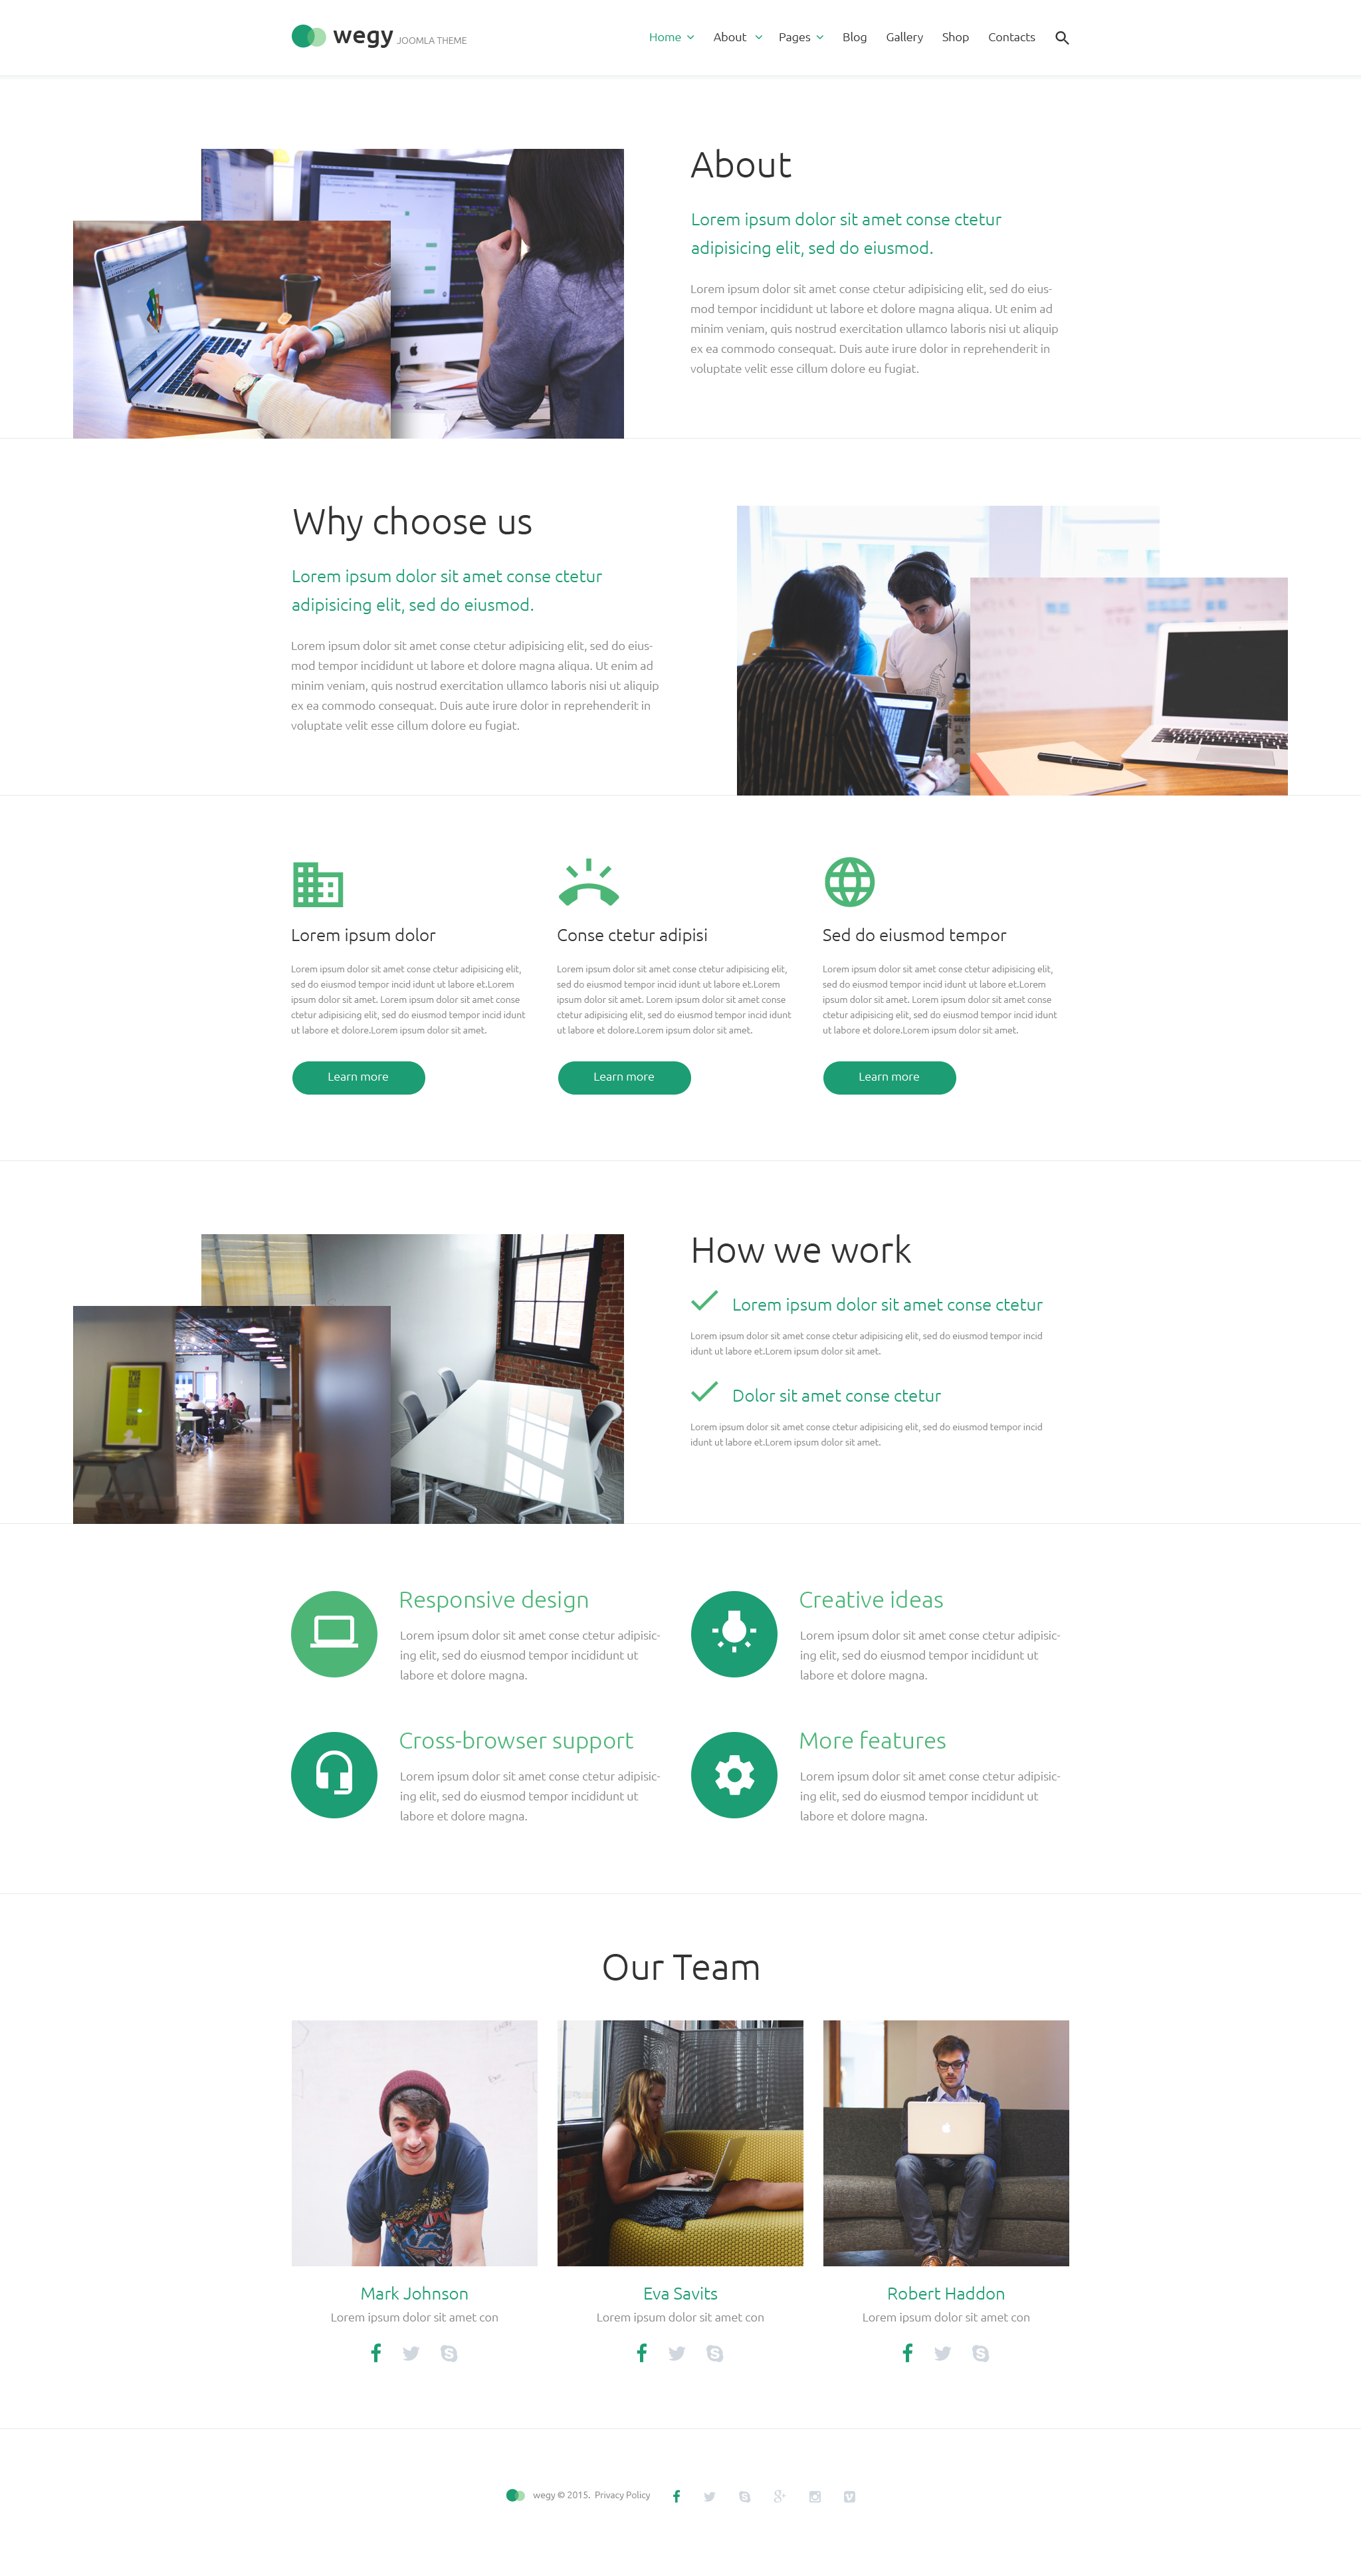 wegy JOOMLA THEME
Home About Pages Blog Gallery Shop Contacts
About
Lorem ipsum dolor sit amet conse ctetur
adipisicing elit, sed do eiusmod.
Lorem ipsum dolor sit amet conse ctetur adipisicing elit, sed do eius-
mod tempor incididunt ut labore et dolore magna aliqua. Ut enim ad
minim veniam, quis nostrud exercitation ullamco laboris nisi ut aliquip
ex ea commodo consequat. Duis aute irure dolor in reprehenderit in
voluptate velit esse cillum dolore eu fugiat.
Why choose us
Lorem ipsum dolor sit amet conse ctetur
adipisicing elit, sed do eiusmod.
Lorem ipsum dolor sit amet conse ctetur adipisicing elit, sed do eius-
mod tempor incididunt ut labore et dolore magna aliqua. Ut enim ad
minim veniam, quis nostrud exercitation ullamco laboris nisi ut aliquip
ex ea commodo consequat. Duis aute irure dolor in reprehenderit in
voluptate velit esse cillum dolore eu fugiat.
Lorem ipsum dolor
Lorem ipsum dolor sit amet conse ctetur adipisicing elit,
sed do eiusmod tempor incid idunt ut labore et.Lorem
ipsum dolor sit amet. Lorem ipsum dolor sit amet conse
ctetur adipisicing elit, sed do eiusmod tempor incid idunt
ut labore et dolore.Lorem ipsum dolor sit amet.
Learn more
Conse ctetur adipisi
Lorem ipsum dolor sit amet conse ctetur adipisicing elit,
sed do eiusmod tempor incid idunt ut labore et.Lorem
ipsum dolor sit amet. Lorem ipsum dolor sit amet conse
ctetur adipisicing elit, sed do eiusmod tempor incid idunt
ut labore et dolore.Lorem ipsum dolor sit amet.
Learn more
Sed do eiusmod tempor
Lorem ipsum dolor sit amet conse ctetur adipisicing elit,
sed do eiusmod tempor incid idunt ut labore et.Lorem
ipsum dolor sit amet. Lorem ipsum dolor sit amet conse
ctetur adipisicing elit, sed do eiusmod tempor incid idunt
ut labore et dolore.Lorem ipsum dolor sit amet.
Learn more
How we work
Lorem ipsum dolor sit amet conse ctetur
Lorem ipsum dolor sit amet conse ctetur adipisicing elit, sed do eiusmod tempor incid
idunt ut labore et.Lorem ipsum dolor sit amet.
Dolor sit amet conse ctetur
Lorem ipsum dolor sit amet conse ctetur adipisicing elit, sed do eiusmod tempor incid
idunt ut labore et.Lorem ipsum dolor sit amet.
Responsive design
Lorem ipsum dolor sit amet conse ctetur adipisic-
ing elit, sed do eiusmod tempor incididunt ut
labore et dolore magna.
Creative ideas
Lorem ipsum dolor sit amet conse ctetur adipisic-
ing elit, sed do eiusmod tempor incididunt ut
labore et dolore magna.
Cross-browser support
Lorem ipsum dolor sit amet conse ctetur adipisic-
ing elit, sed do eiusmod tempor incididunt ut
labore et dolore magna.
More features
Lorem ipsum dolor sit amet conse ctetur adipisic-
ing elit, sed do eiusmod tempor incididunt ut
labore et dolore magna.
Our Team
Mark Johnson
Lorem ipsum dolor sit amet con
Eva Savits
Lorem ipsum dolor sit amet con
Robert Haddon
Lorem ipsum dolor sit amet con
wegy © 2015. Privacy Policy